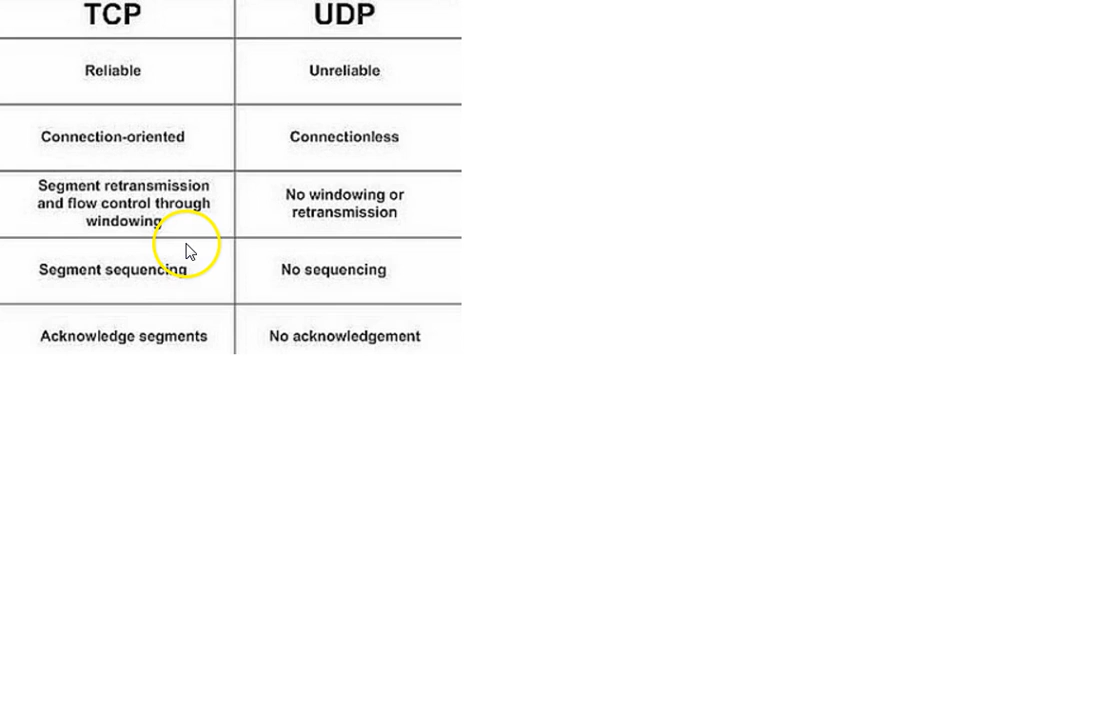 TCP
UDP
Reliable
Unreliable
Connection-oriented
Connectionless
Segment retransmission
and flow control through
windowing
No windowing or
retransmission
Segment sequencing
No sequencing
Acknowledge segments
No acknowledgement